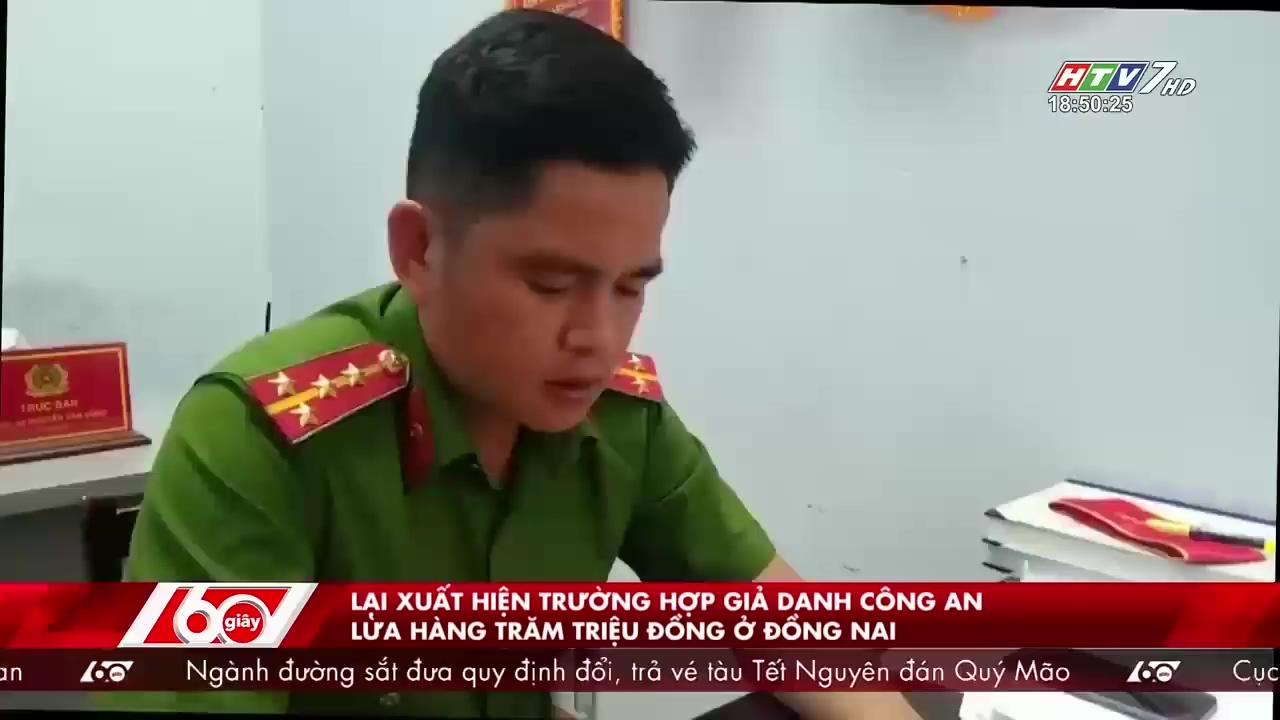 HTV7 HD
18:50:25
TRỰC BAN
60 giây
LẠI XUẤT HIỆN TRƯỜNG HỢP GIẢ DANH CÔNG AN
LỪA HÀNG TRĂM TRIỆU ĐỒNG Ở ĐỒNG NAI
an 60 Ngành đường sắt đưa quy định đổi, trả vé tàu Tết Nguyên đán Quý Mão 60 Cục